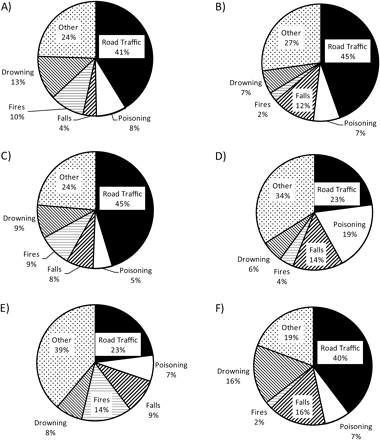 A)
Other
24%
Road Traffic
41%
Drowning
13%
Fires
10%
Falls
4%
Poisoning
8%
B)
Other
27%
Road Traffic
45%
Drowning
7%
Fires
2%
Falls
12%
Poisoning
7%
C)
Other
24%
Road Traffic
45%
Drowning
9%
Fires
9%
Falls
8%
Poisoning
5%
D)
Other
34%
Road Traffic
23%
Poisoning
19%
Falls
14%
Drowning
6%
Fires
4%
E)
Other
39%
Road Traffic
23%
Poisoning
7%
Fires
14%
Falls
9%
Drowning
8%
F)
Other
19%
Road Traffic
40%
Drowning
16%
Falls
16%
Fires
2%
Poisoning
7%